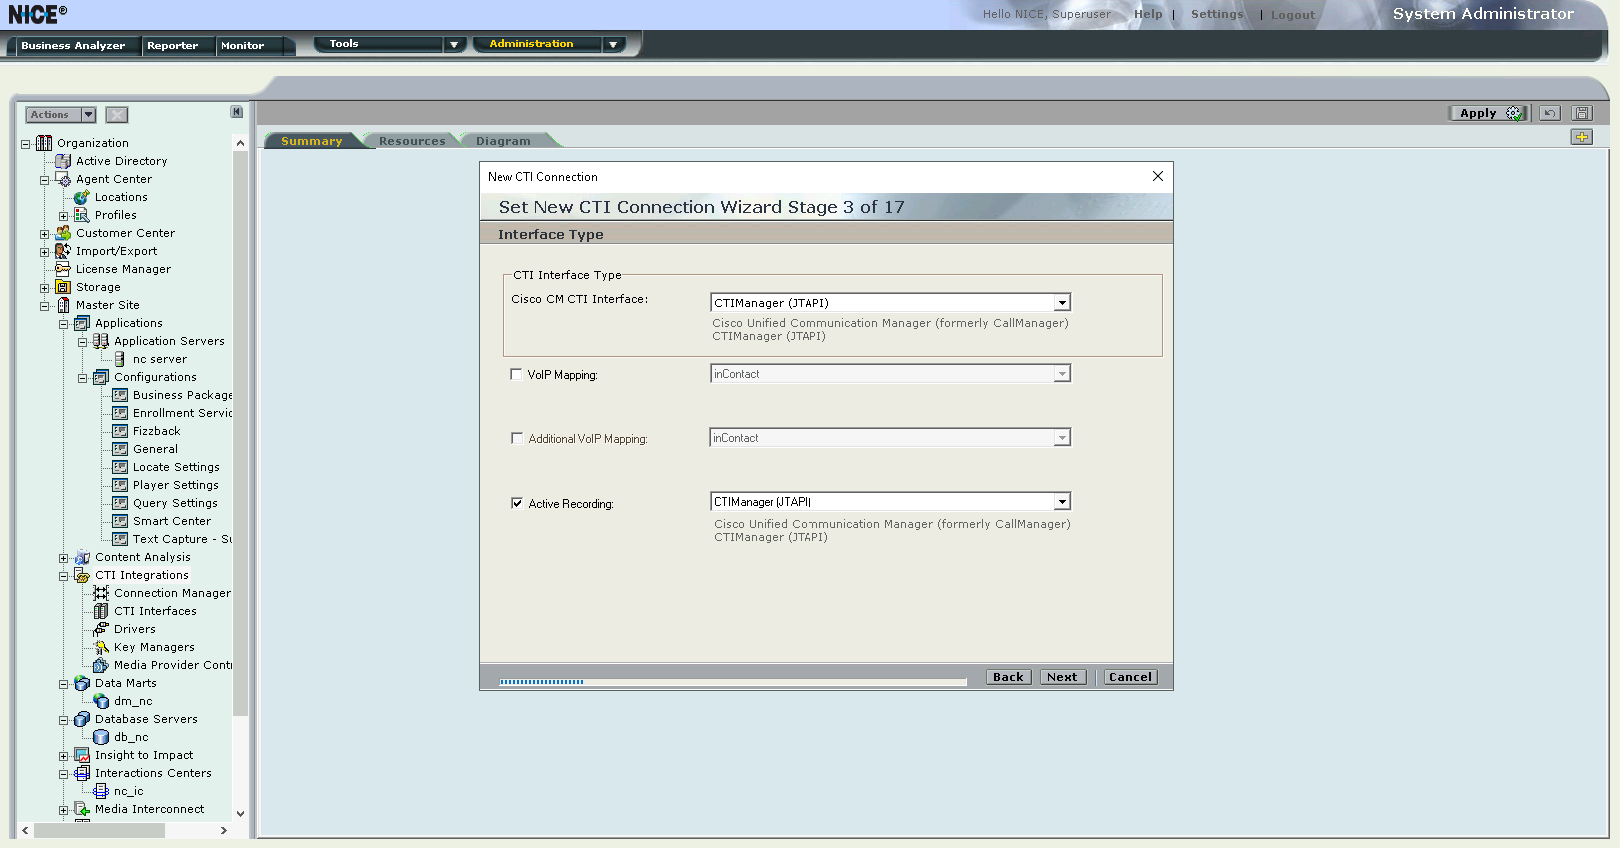 NICE®
Hello NICE, Superuser
Help | Settings | Logout
System Administrator
Business Analyzer
Reporter
Monitor
Tools
Administration
Actions
Apply
Summary
Resources
Diagram
Organization
Active Directory
Agent Center
Locations
Profiles
Customer Center
Import/Export
License Manager
Storage
Master Site
Applications
Application Servers
nc server
Configurations
Business Package
Enrollment Servic
Fizzback
General
Locate Settings
Player Settings
Query Settings
Smart Center
Text Capture - Su
Content Analysis
CTI Integrations
Connection Manager
CTI Interfaces
Drivers
Key Managers
Media Provider Cont
Data Marts
dm_nc
Database Servers
db_nc
Insight to Impact
Interactions Centers
nc_ic
Media Interconnect
New CTI Connection
Set New CTI Connection Wizard Stage 3 of 17
Interface Type
CTI Interface Type
Cisco CM CTI Interface:
CTIManager (JTAPI)
Cisco Unified Communication Manager (formerly CallManager)
CTIManager (JTAPI)
VoIP Mapping:
inContact
Additional VoIP Mapping:
inContact
Active Recording:
CTIManager (JTAPI)
Cisco Unified Communication Manager (formerly CallManager)
CTIManager (JTAPI)
Back
Next
Cancel